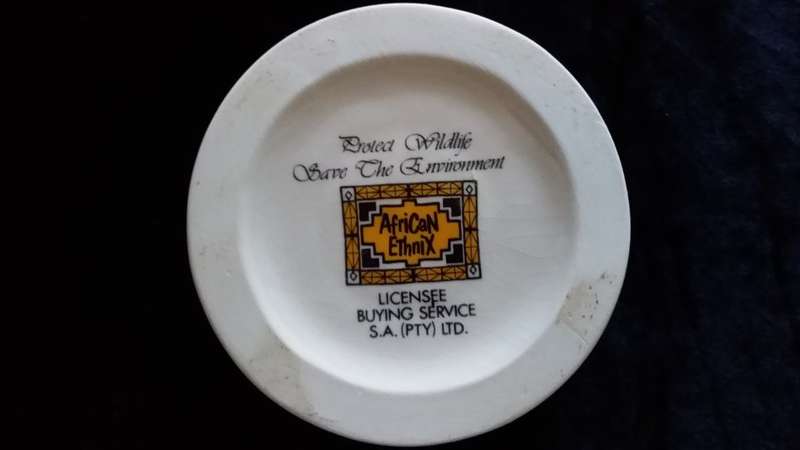 Protect Wildlife
Save The Environment
AfriCaN
EThniX
LICENSEE
BUYING SERVICE
S.A. (PTY) LTD.